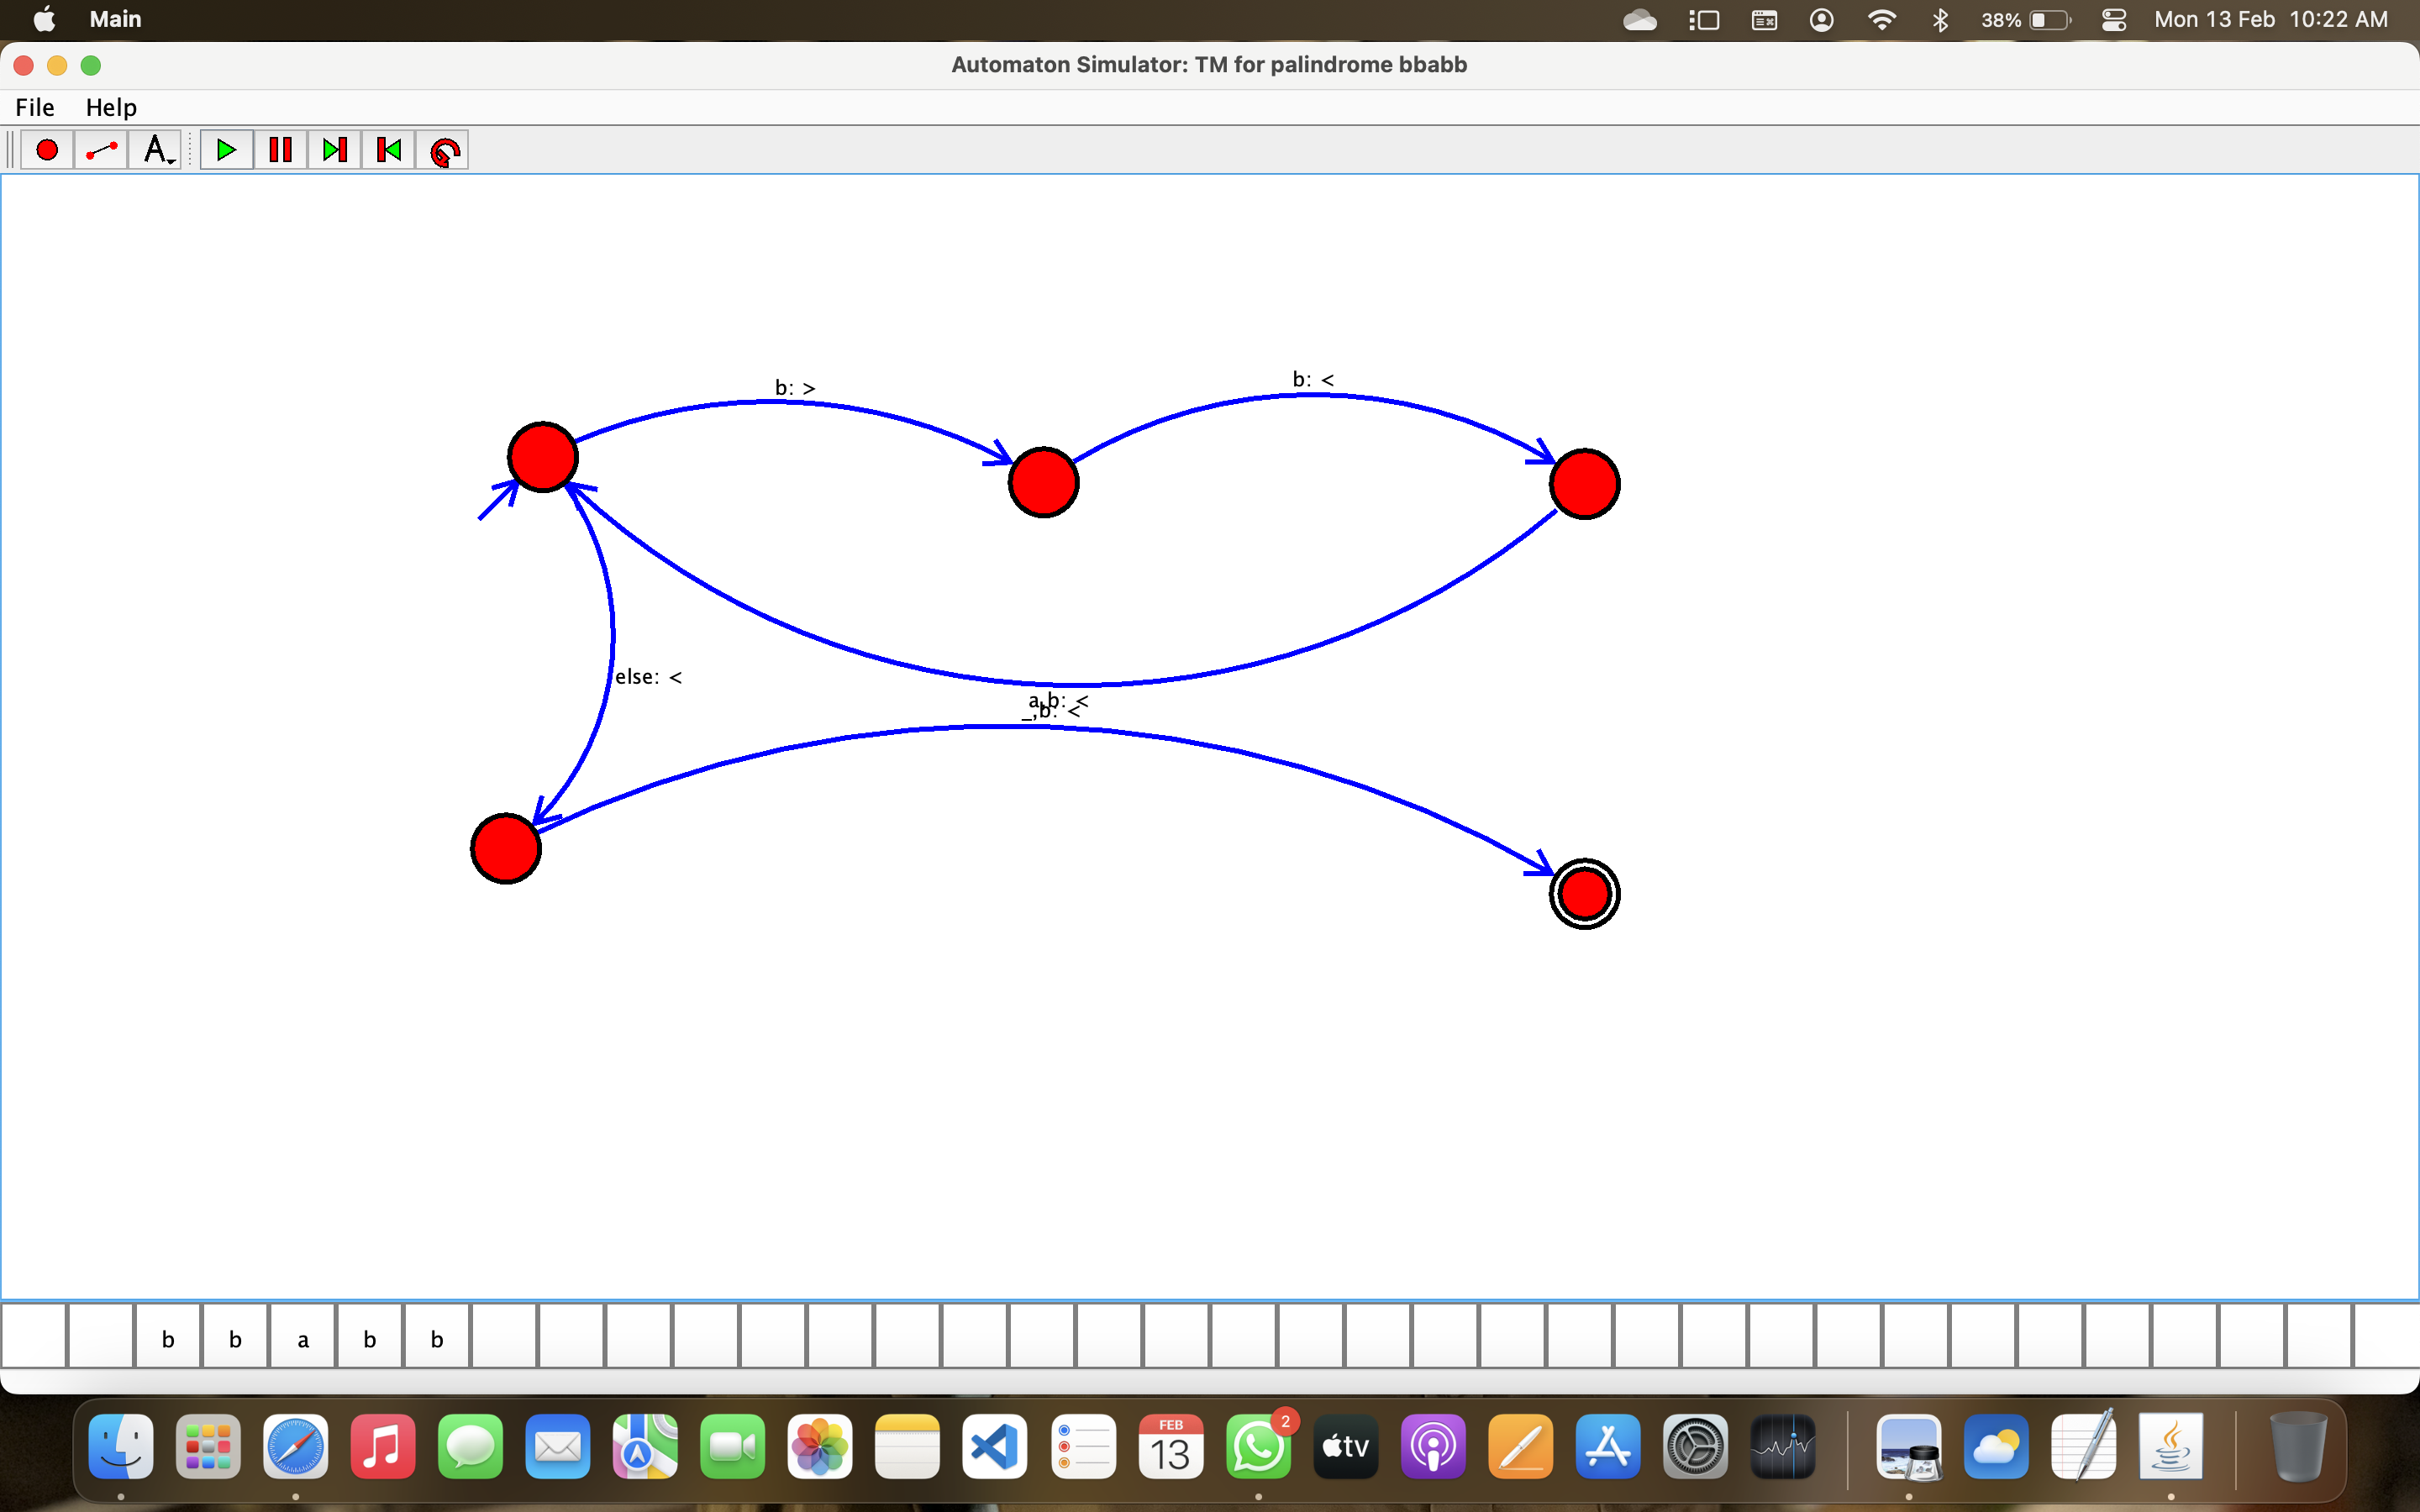 Main
38%
Mon 13 Feb 10:22 AM
Automaton Simulator: TM for palindrome bbabb
File Help
A
b: >
b: <
else: <
a,b: <
_,b: <
b b a b b
FEB
13
2
tv